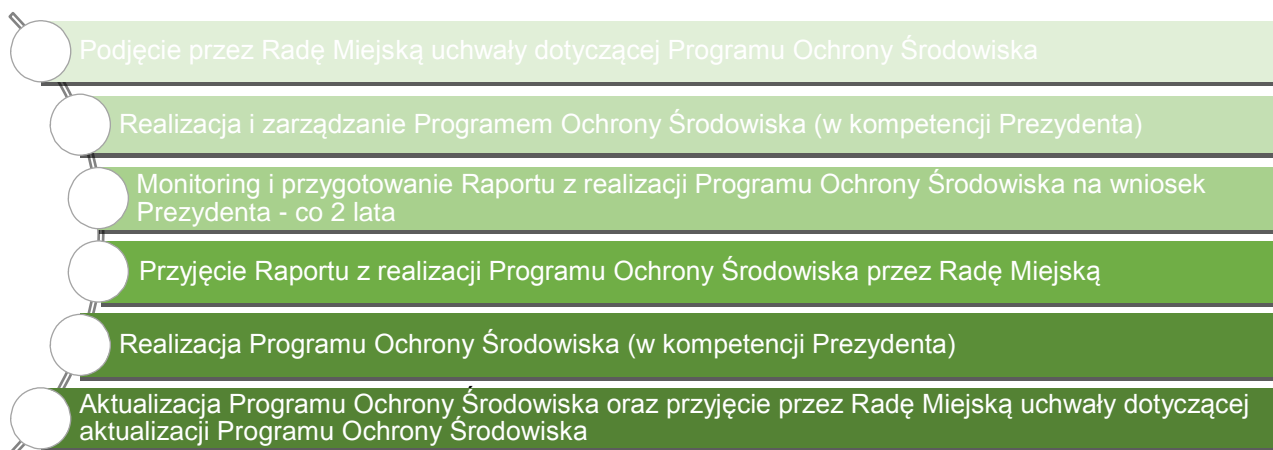 Podjęcie przez Radę Miejską uchwały dotyczącej Programu Ochrony Środowiska
Realizacja i zarządzanie Programem Ochrony Środowiska (w kompetencji Prezydenta)
Monitoring i przygotowanie Raportu z realizacji Programu Ochrony Środowiska na wniosek
Prezydenta - co 2 lata
Przyjęcie Raportu z realizacji Programu Ochrony Środowiska przez Radę Miejską
Realizacja Programu Ochrony Środowiska (w kompetencji Prezydenta)
Aktualizacja Programu Ochrony Środowiska oraz przyjęcie przez Radę Miejską uchwały dotyczącej
aktualizacji Programu Ochrony Środowiska